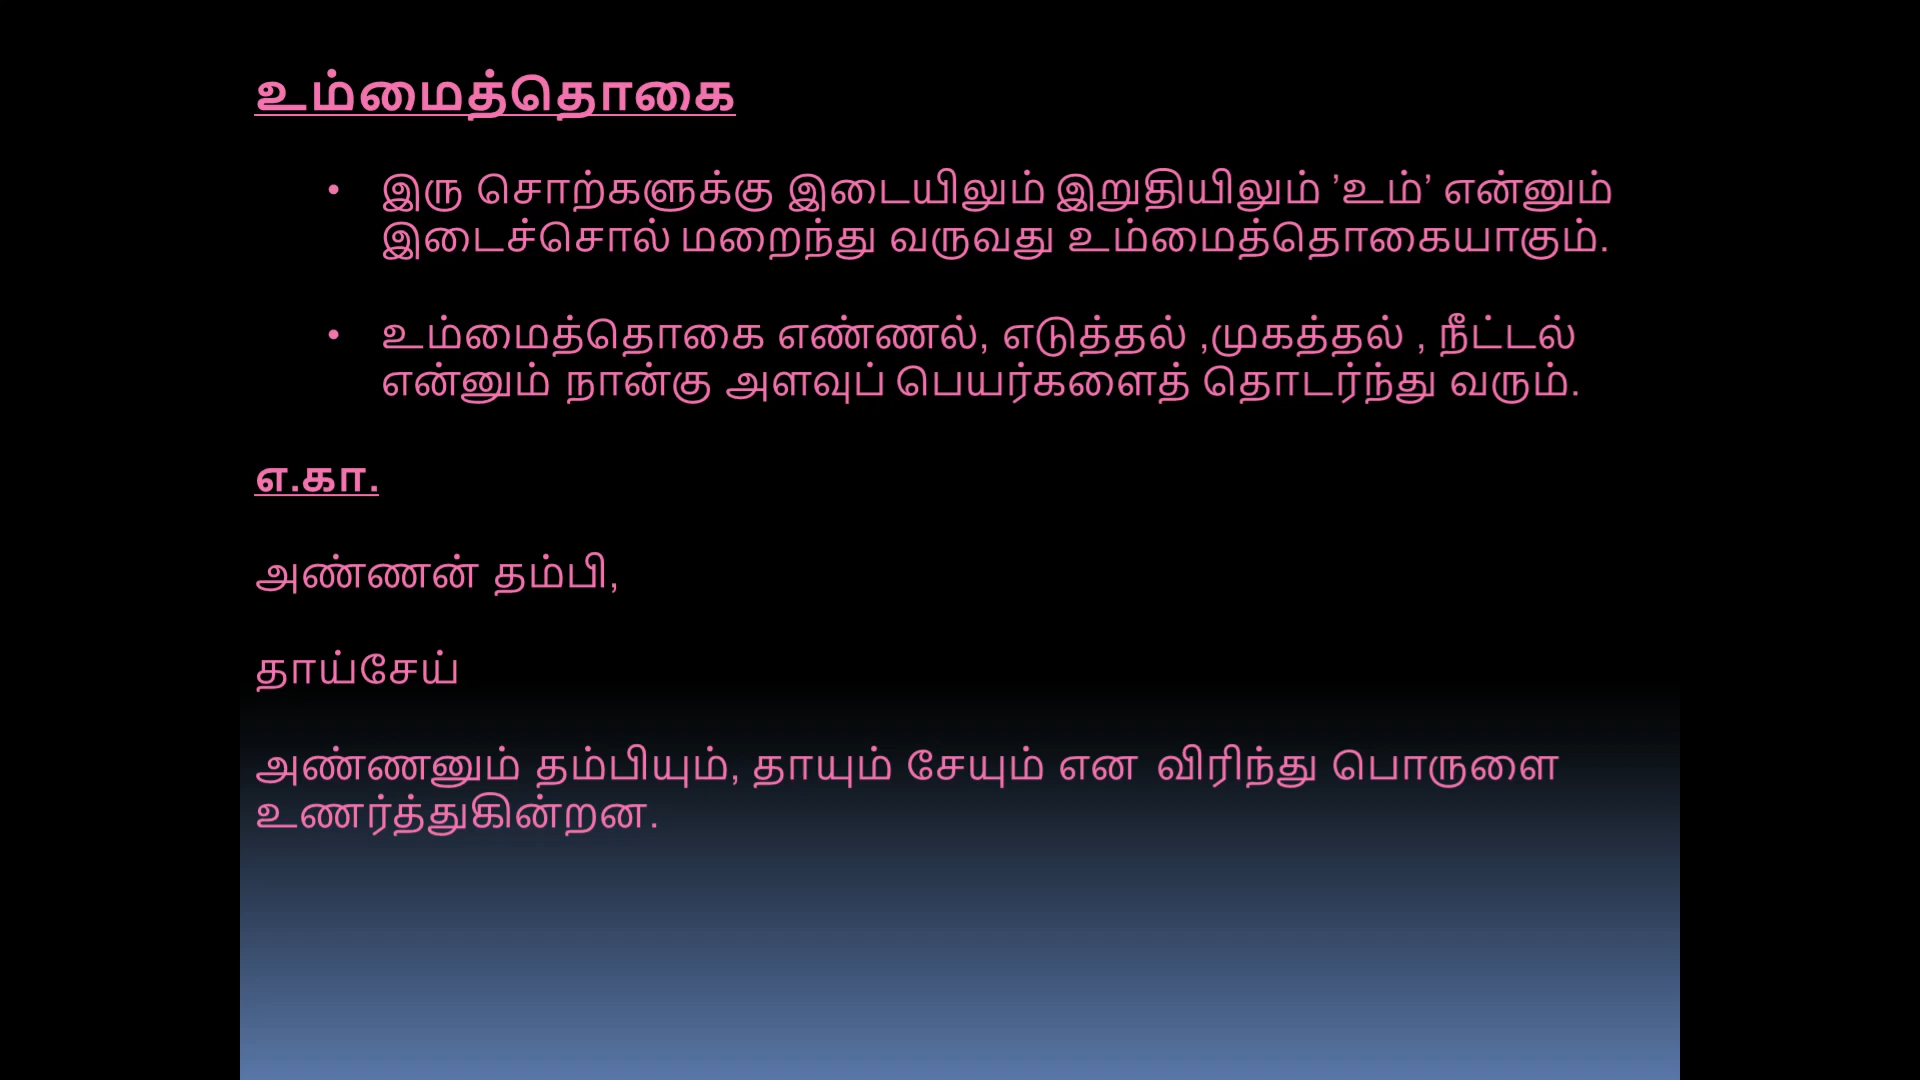 உம்மைத்தொகை
• இரு சொற்களுக்கு இடையிலும் இறுதியிலும் ’உம்’ என்னும்
இடைச்சொல் மறைந்து வருவது உம்மைத்தொகையாகும்.
• உம்மைத்தொகை எண்ணல், எடுத்தல் ,முகத்தல் , நீட்டல்
என்னும் நான்கு அளவுப் பெயர்களைத் தொடர்ந்து வரும்.
எ.கா.
அண்ணன் தம்பி,
தாய்சேய்
அண்ணனும் தம்பியும், தாயும் சேயும் என விரிந்து பொருளை
உணர்த்துகின்றன.